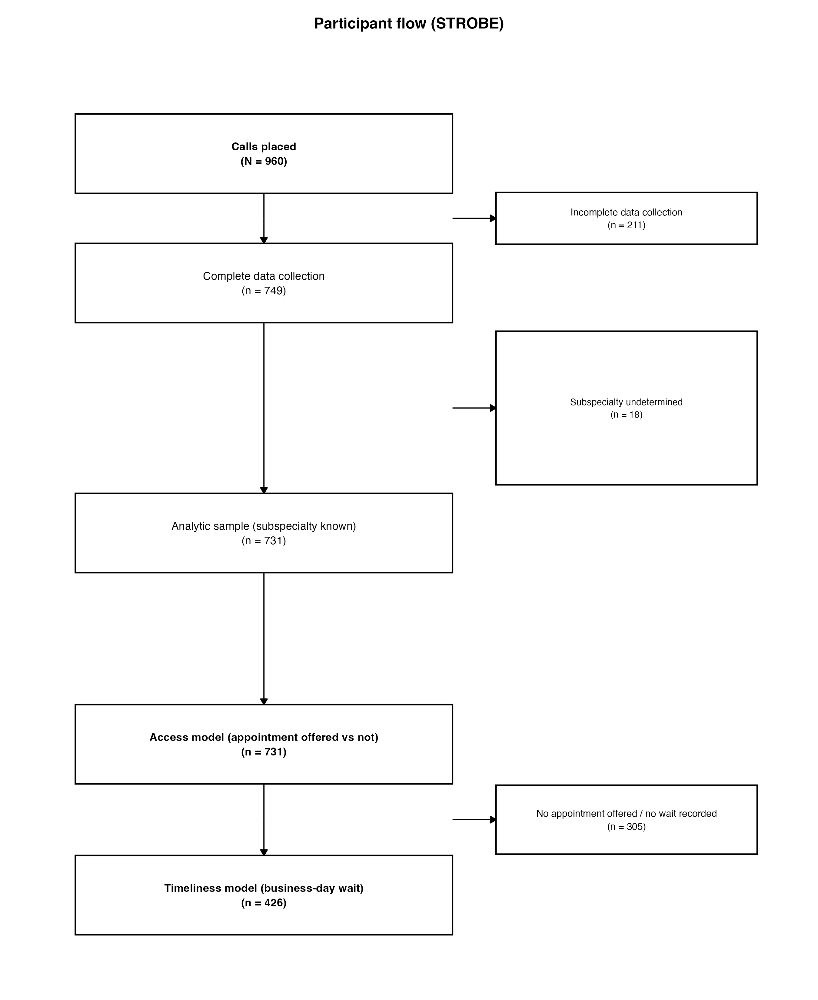 Participant flow (STROBE)
Calls placed
(N = 960)
Incomplete data collection
(n = 211)
Complete data collection
(n = 749)
Subspecialty undetermined
(n = 18)
Analytic sample (subspecialty known)
(n = 731)
Access model (appointment offered vs not)
(n = 731)
No appointment offered / no wait recorded
(n = 305)
Timeliness model (business-day wait)
(n = 426)